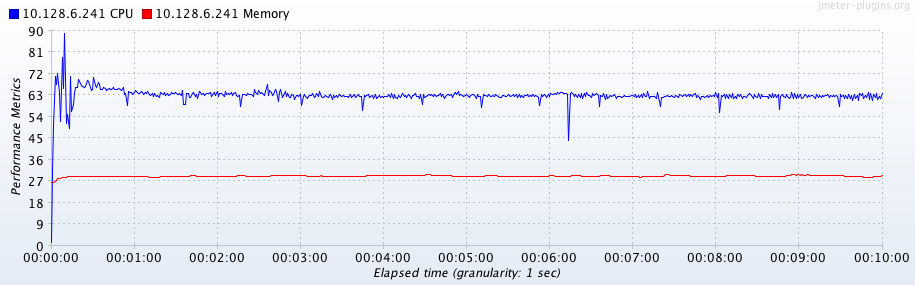 jmeter-plugins.org
10.128.6.241 CPU 10.128.6.241 Memory
90
81
72
63
54
45
36
27
18
9
0
Performance Metrics
00:00:00 00:01:00 00:02:00 00:03:00 00:04:00 00:05:00 00:06:00 00:07:00 00:08:00 00:09:00 00:10:00
Elapsed time (granularity: 1 sec)